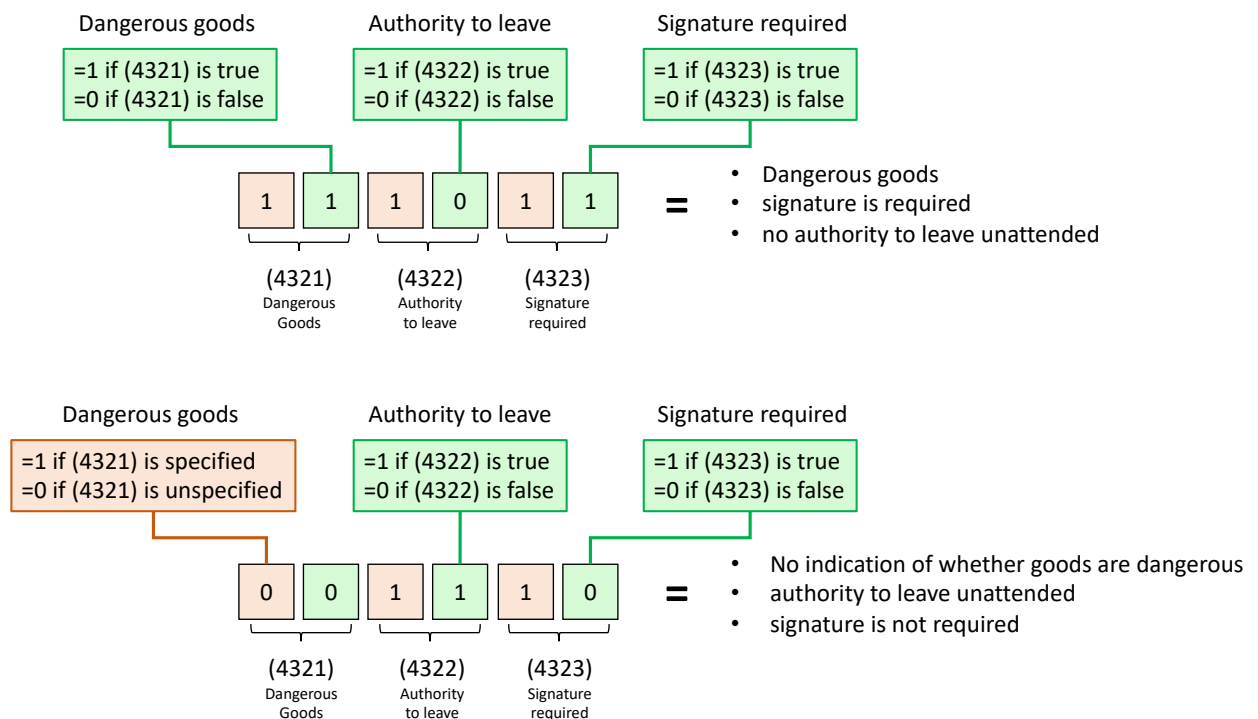 Dangerous goods
Authority to leave
Signature required
=1 if (4321) is true
=0 if (4321) is false
=1 if (4322) is true
=0 if (4322) is false
=1 if (4323) is true
=0 if (4323) is false
1 1 1 0 1 1
=
• Dangerous goods
• signature is required
• no authority to leave unattended
(4321)
Dangerous
Goods
(4322)
Authority
to leave
(4323)
Signature
required
Dangerous goods
Authority to leave
Signature required
=1 if (4321) is specified
=0 if (4321) is unspecified
=1 if (4322) is true
=0 if (4322) is false
=1 if (4323) is true
=0 if (4323) is false
0 0 1 1 1 0
=
• No indication of whether goods are dangerous
• authority to leave unattended
• signature is not required
(4321)
Dangerous
Goods
(4322)
Authority
to leave
(4323)
Signature
required